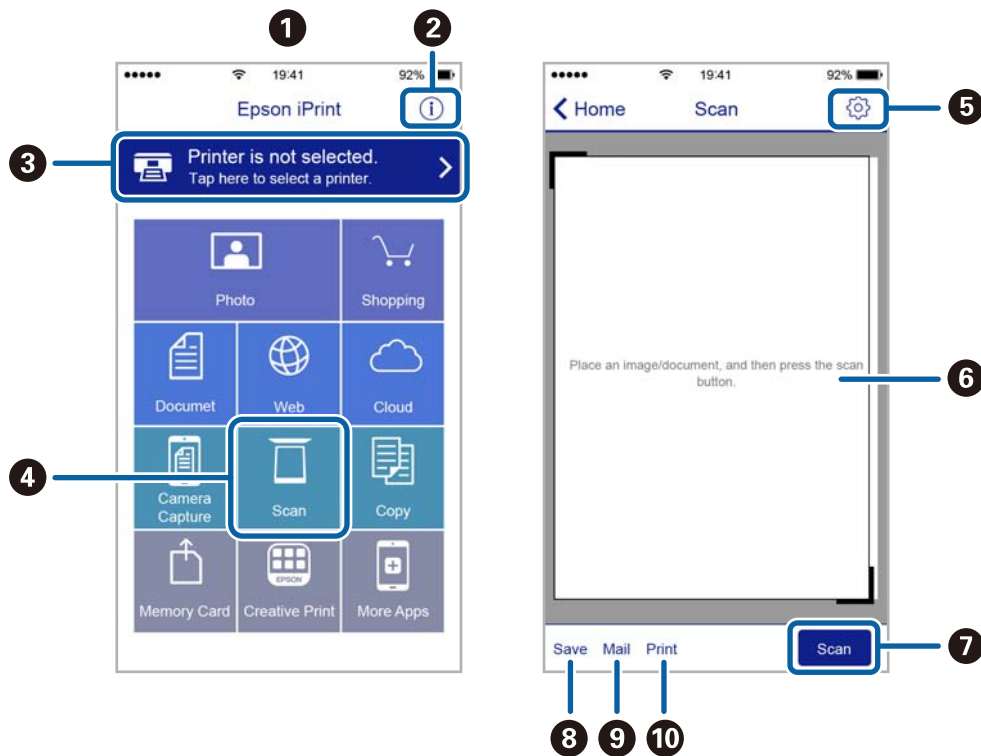 1
2
19:41
92%
Epson iPrint
i
3
Printer is not selected.
Tap here to select a printer.
Photo
Shopping
Documet
Web
Cloud
4
Camera
Capture
Scan
Copy
EPSON
Memory Card
Creative Print
More Apps
19:41
92%
Home
Scan
5
Place an image/document, and then press the scan
button.
6
Save
Mail
Print
Scan
7
8
9
10